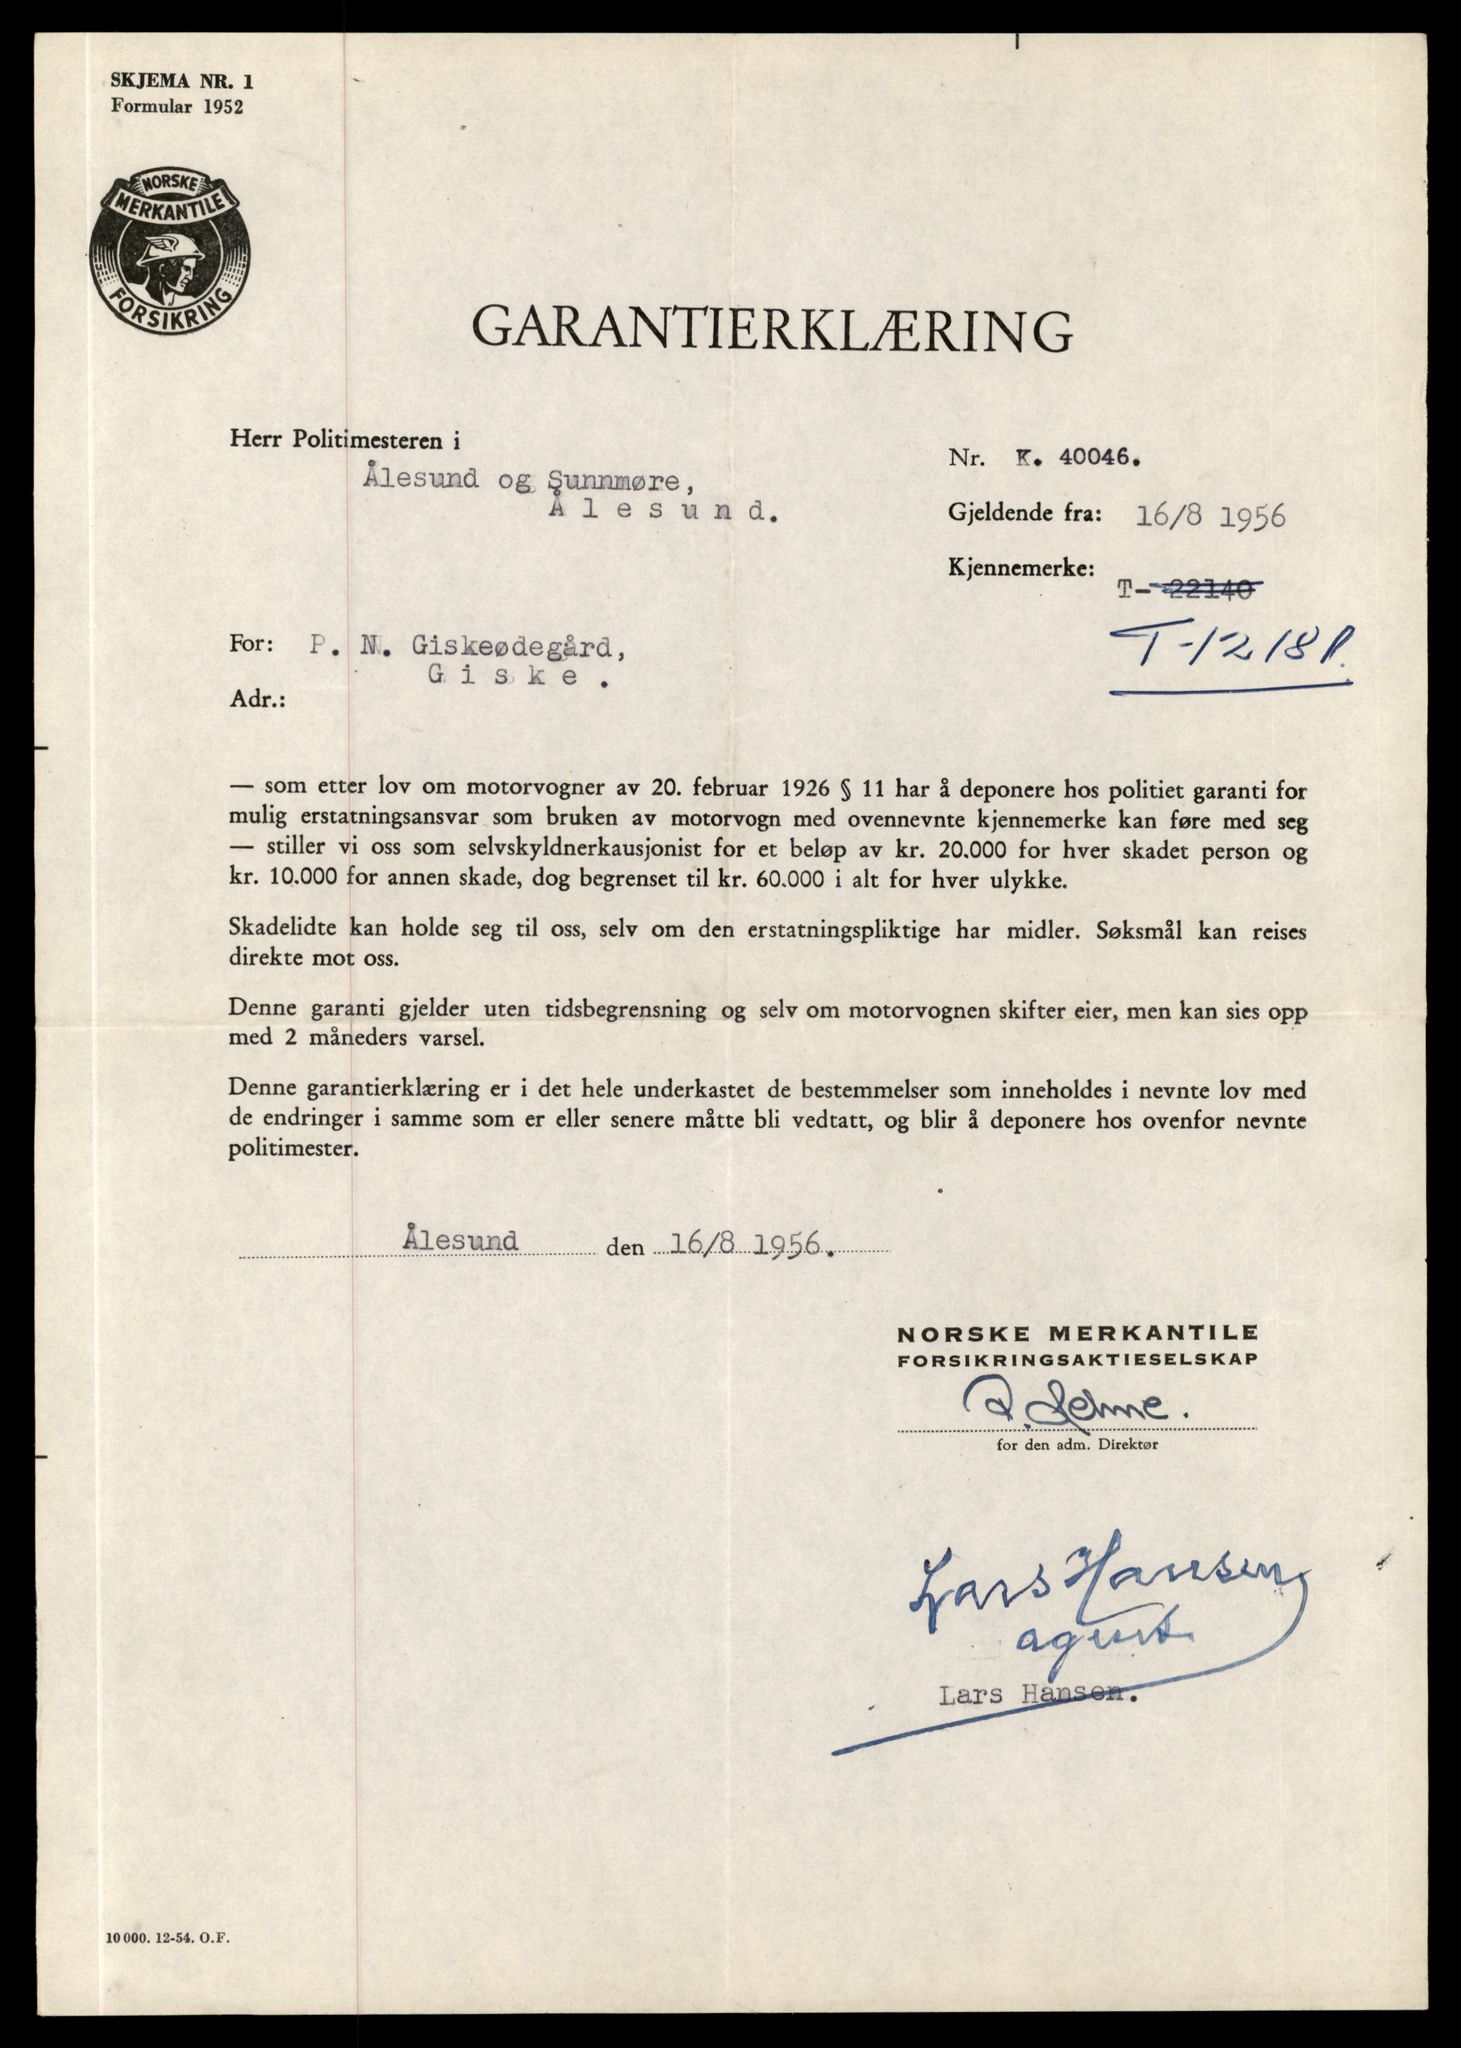 SKJEMA NR. 1
Formular 1952
NORSKE
MERKANTILE
FORSIKRING
GARANTIERKLÆRING
Herr Politimesteren i
Ålesund og Sunnmøre,
Ålesund.
Nr. K. 40046.
Gjeldende fra: 16/8 1956
Kjennemerke:
T- 22140
T-12181.
For: P. N. Giskeødegård,
Giske.
Adr.:
— som etter lov om motorvogner av 20. februar 1926 § 11 har å deponere hos politiet garanti for
mulig erstatningsansvar som bruken av motorvogn med ovennevnte kjennemerke kan føre med seg
— stiller vi oss som selvskyldnerkausjonist for et beløp av kr. 20.000 for hver skadet person og
kr. 10.000 for annen skade, dog begrenset til kr. 60.000 i alt for hver ulykke.
Skadelidte kan holde seg til oss, selv om den erstatningspliktige har midler. Søksmål kan reises
direkte mot oss.
Denne garanti gjelder uten tidsbegrensning og selv om motorvognen skifter eier, men kan sies opp
med 2 måneders varsel.
Denne garantierklæring er i det hele underkastet de bestemmelser som inneholdes i nevnte lov med
de endringer i samme som er eller senere måtte bli vedtatt, og blir å deponere hos ovenfor nevnte
politimester.
Ålesund den 16/8 1956.
NORSKE MERKANTILE
FORSIKRINGSAKTIESELSKAP
for den adm. Direktør
Lars Hansen
agent
Lars Hansen.
10 000. 12-54. O.F.